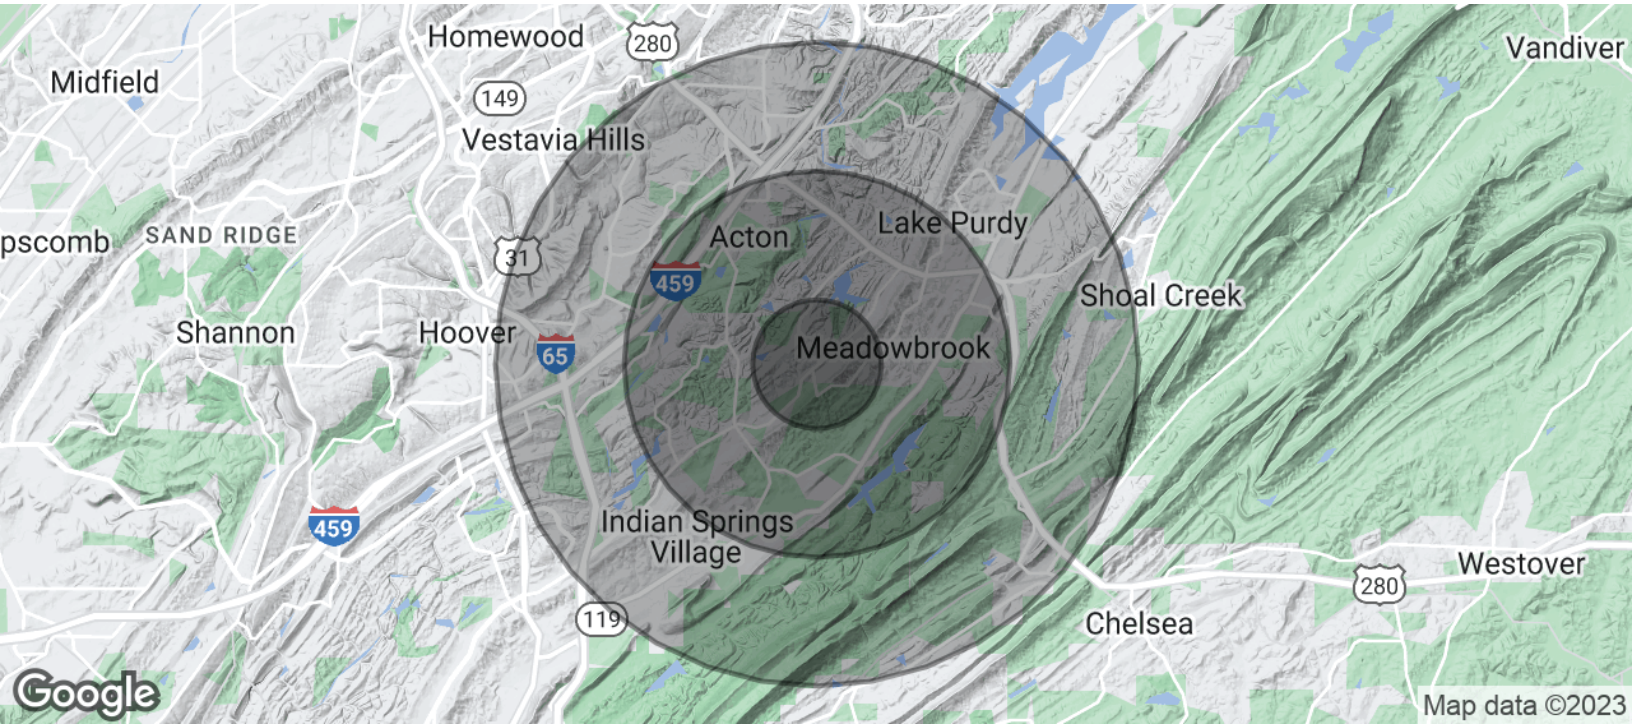 Homewood
280
Vandiver
Midfield
149
Vestavia Hills
Lake Purdy
SAND RIDGE
Acton
pscomb
31
459
Shoal Creek
Shannon
Hoover
65
Meadowbrook
459
Indian Springs
Village
Westover
280
119
Chelsea
Google
Map data ©2023